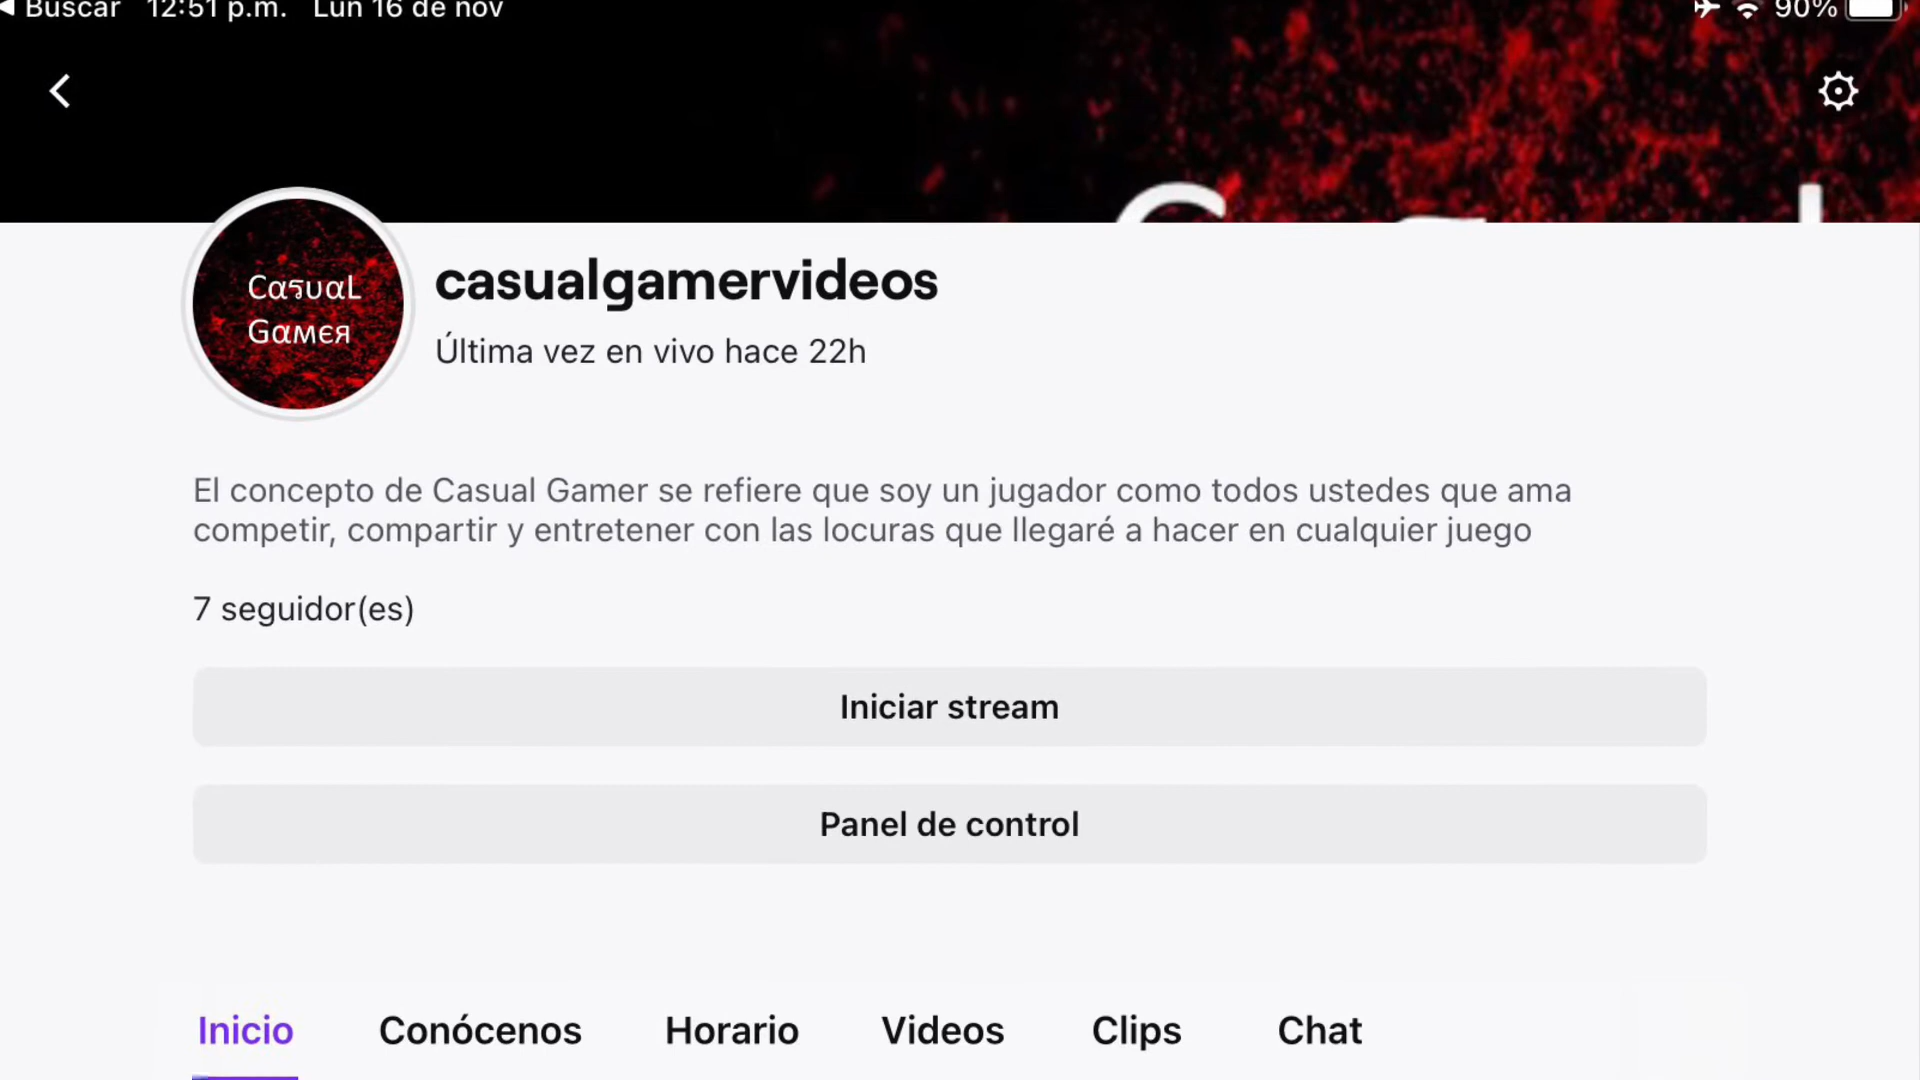 Buscar 12:51 p.m. Lun 16 de nov 90%
CαsυαL
GαмєЯ
casualgamervideos
Última vez en vivo hace 22h
El concepto de Casual Gamer se refiere que soy un jugador como todos ustedes que ama
competir, compartir y entretener con las locuras que llegaré a hacer en cualquier juego
7 seguidor(es)
Iniciar stream
Panel de control
Inicio Conócenos Horario Videos Clips Chat